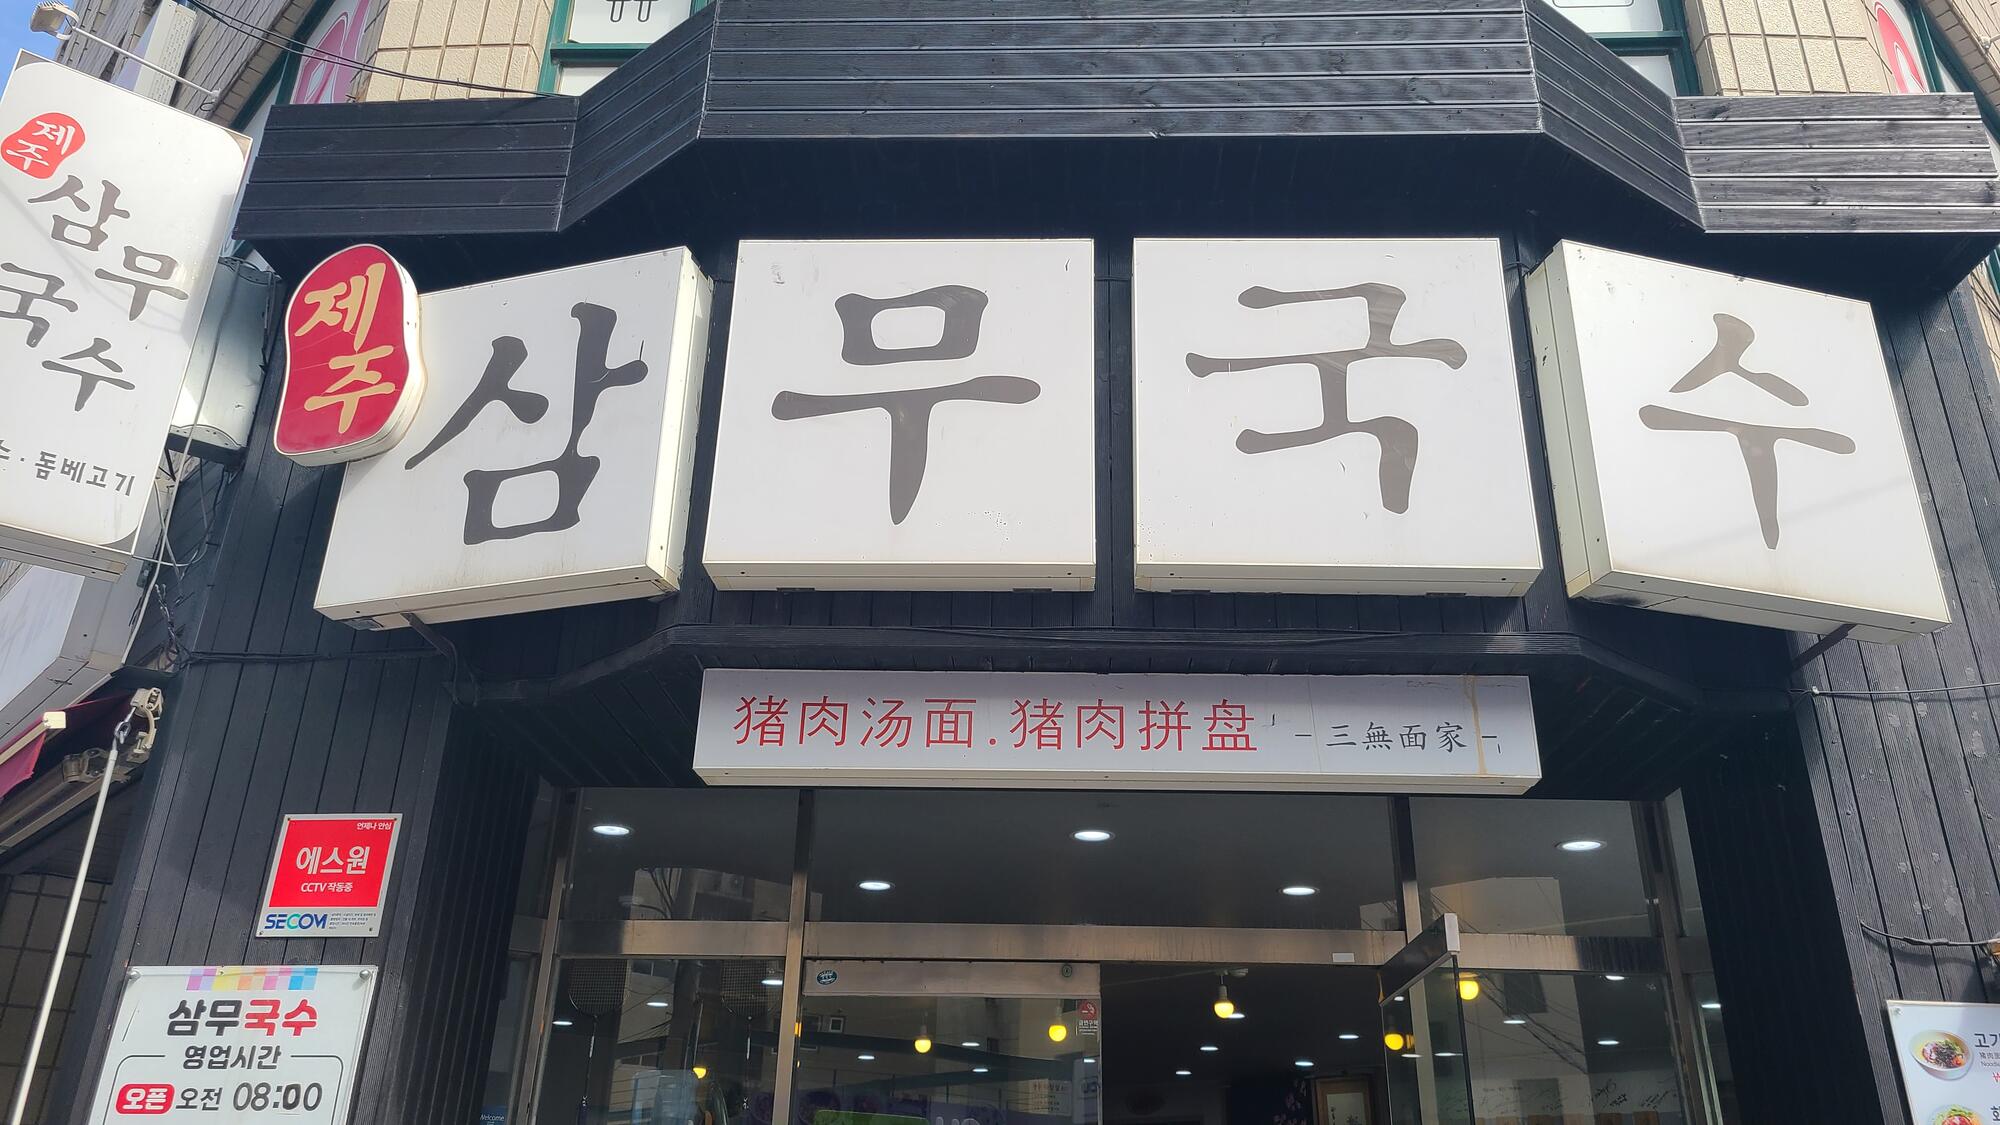 제주
삼무
국수
돔베고기
제주
삼무국수
猪肉汤面.猪肉拼盘 -三無面家-
언제나 안심
에스원
CCTV 작동중
SECOM
삼무국수
영업시간
오픈 오전 08:00